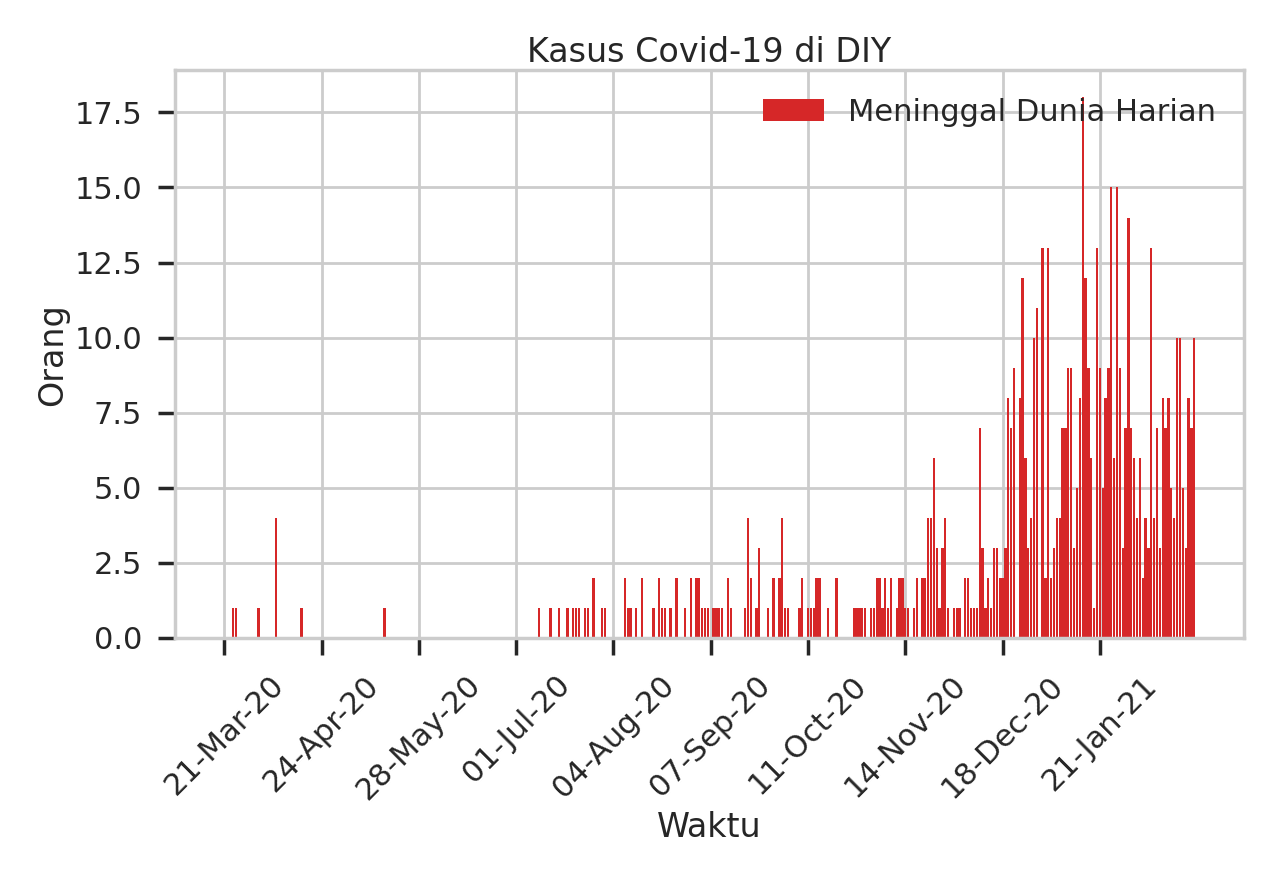 Kasus Covid-19 di DIY
Meninggal Dunia Harian
Orang
17.5
15.0
12.5
10.0
7.5
5.0
2.5
0.0
21-Mar-20
24-Apr-20
28-May-20
01-Jul-20
04-Aug-20
07-Sep-20
11-Oct-20
14-Nov-20
18-Dec-20
21-Jan-21
Waktu